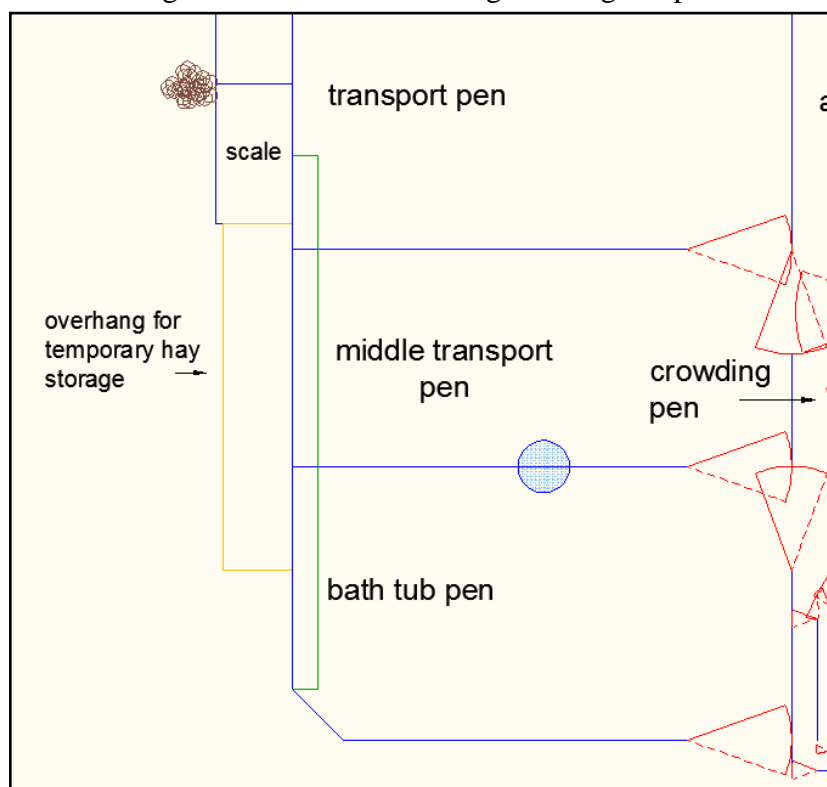 transport pen
scale
overhang for
temporary hay
storage
middle transport
pen
crowding
pen
bath tub pen